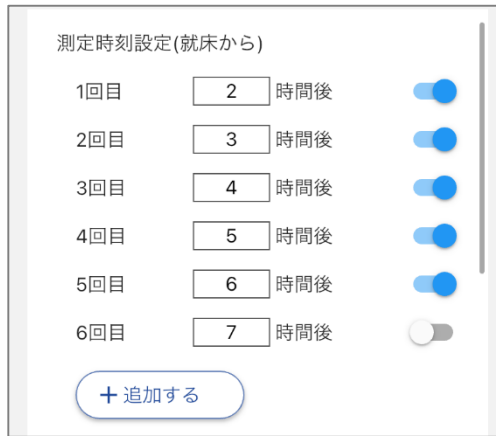 測定時刻設定(就床から)
1回目 2 時間後
2回目 3 時間後
3回目 4 時間後
4回目 5 時間後
5回目 6 時間後
6回目 7 時間後
+ 追加する